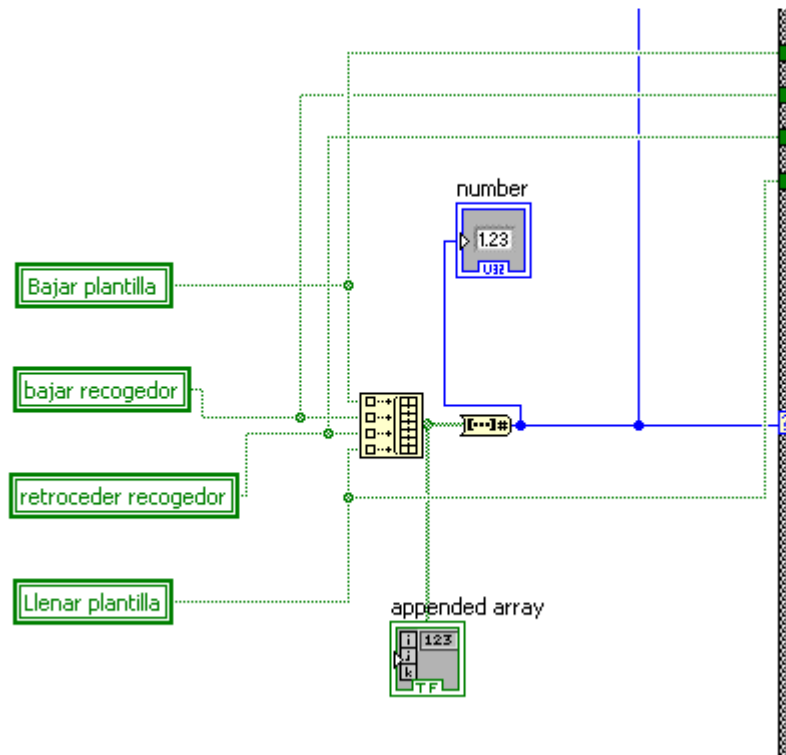 number
1.23
U32
Bajar plantilla
bajar recogedor
[...]#
retroceder recogedor
Llenar plantilla
appended array
i
j
k
123
TF
?